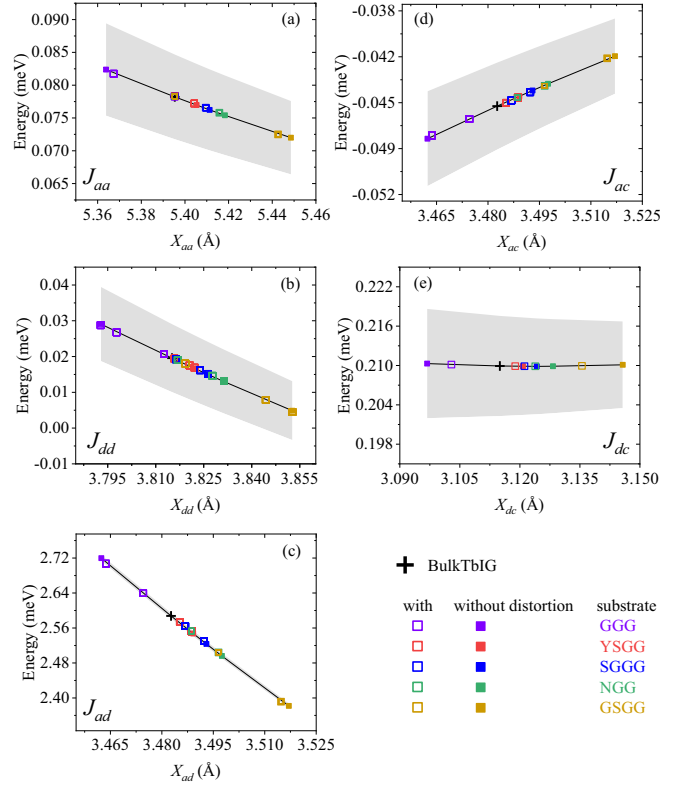 (a)
Energy (meV)
0.090
0.085
0.080
0.075
0.070
0.065
J_aa
5.36 5.38 5.40 5.42 5.44 5.46
X_aa (Å)
(d)
Energy (meV)
-0.038
-0.042
-0.045
-0.049
-0.052
J_ac
3.465 3.480 3.495 3.510 3.525
X_ac (Å)
(b)
Energy (meV)
0.04
0.03
0.02
0.01
0.00
-0.01
J_dd
3.795 3.810 3.825 3.840 3.855
X_dd (Å)
(e)
Energy (meV)
0.222
0.216
0.210
0.204
0.198
J_dc
3.090 3.105 3.120 3.135 3.150
X_dc (Å)
(c)
Energy (meV)
2.72
2.64
2.56
2.48
2.40
J_ad
3.465 3.480 3.495 3.510 3.525
X_ad (Å)
BulkTbIG
with without distortion substrate
GGG
YSGG
SGGG
NGG
GSGG